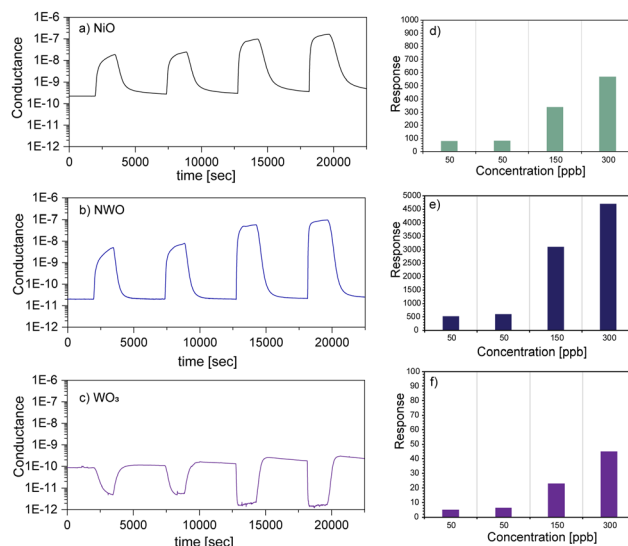 a) NiO
Conductance
1E-6
1E-7
1E-8
1E-9
1E-10
1E-11
1E-12
0 5000 10000 15000 20000
time [sec]
d)
Response
1000
900
800
700
600
500
400
300
200
100
0
50 50 150 300
Concentration [ppb]
b) NWO
Conductance
1E-6
1E-7
1E-8
1E-9
1E-10
1E-11
1E-12
0 5000 10000 15000 20000
time [sec]
e)
Response
5000
4500
4000
3500
3000
2500
2000
1500
1000
500
0
50 50 150 300
Concentration [ppb]
c) WO₃
Conductance
1E-6
1E-7
1E-8
1E-9
1E-10
1E-11
1E-12
0 5000 10000 15000 20000
time [sec]
f)
Response
100
90
80
70
60
50
40
30
20
10
0
50 50 150 300
Concentration [ppb]